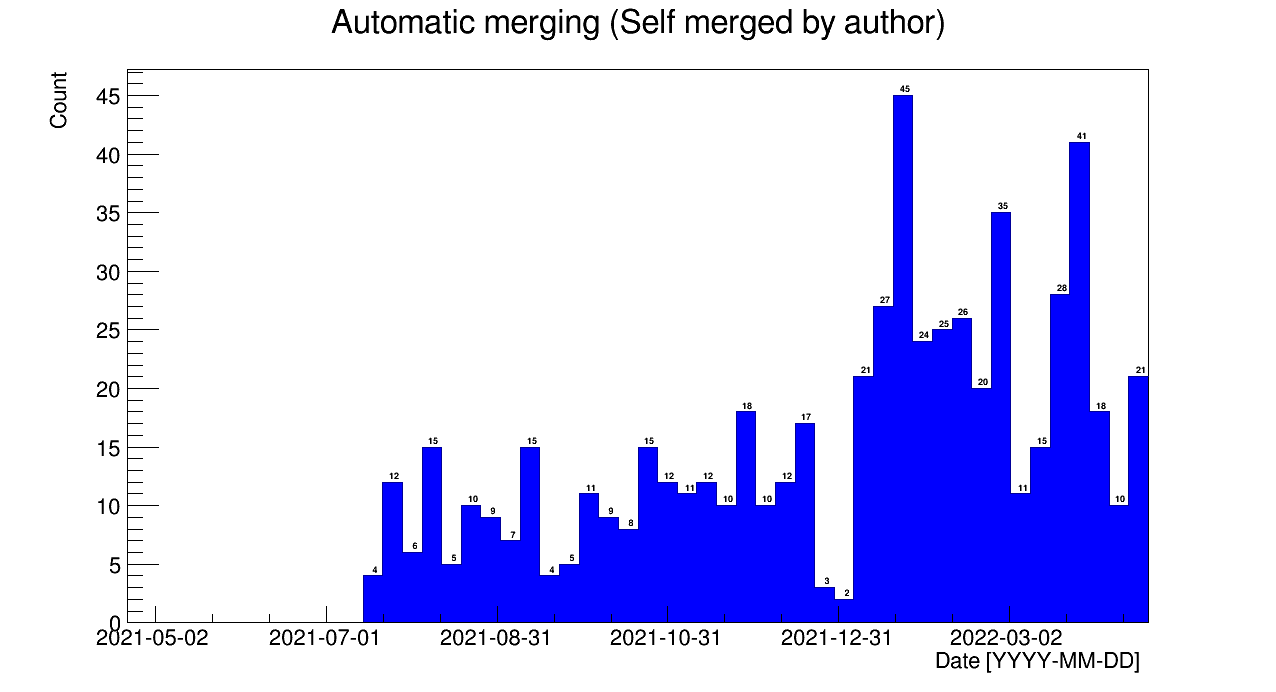 Automatic merging (Self merged by author)
Count
45
40
35
30
25
20
15
10
5
0
4 12 6 15 5 10 9 7 15 4 5 11 9 8 15 12 11 12 10 18 10 12 17 3 2 21 27 45 24 25 26 20 35 11 15 28 41 18 10 21
2021-05-02 2021-07-01 2021-08-31 2021-10-31 2021-12-31 2022-03-02
Date [YYYY-MM-DD]